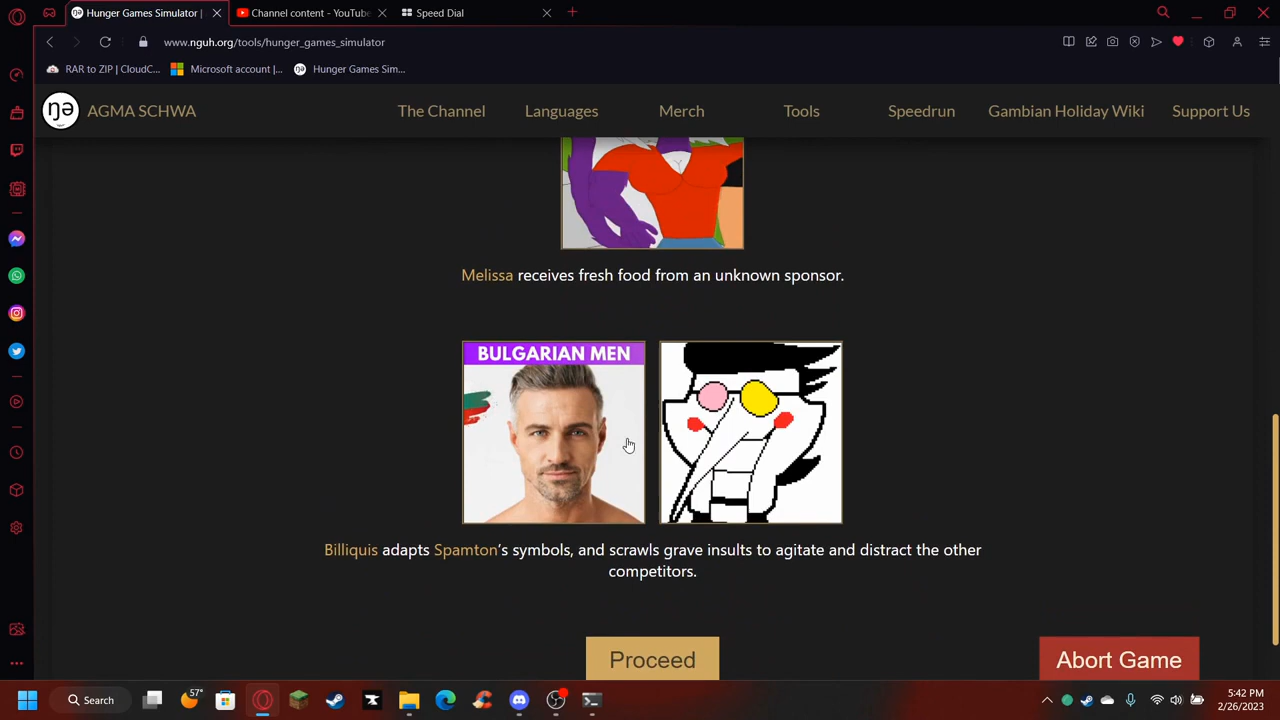 Hunger Games Simulator |
Channel content - YouTube
Speed Dial
www.nguh.org/tools/hunger_games_simulator
RAR to ZIP | CloudC...
Microsoft account |...
Hunger Games Sim...
ŋə
AGMA SCHWA
The Channel
Languages
Merch
Tools
Speedrun
Gambian Holiday Wiki
Support Us
Melissa receives fresh food from an unknown sponsor.
BULGARIAN MEN
Billiquis adapts Spamton's symbols, and scrawls grave insults to agitate and distract the other
competitors.
Proceed
Abort Game
Search
57°
5:42 PM
2/26/2023